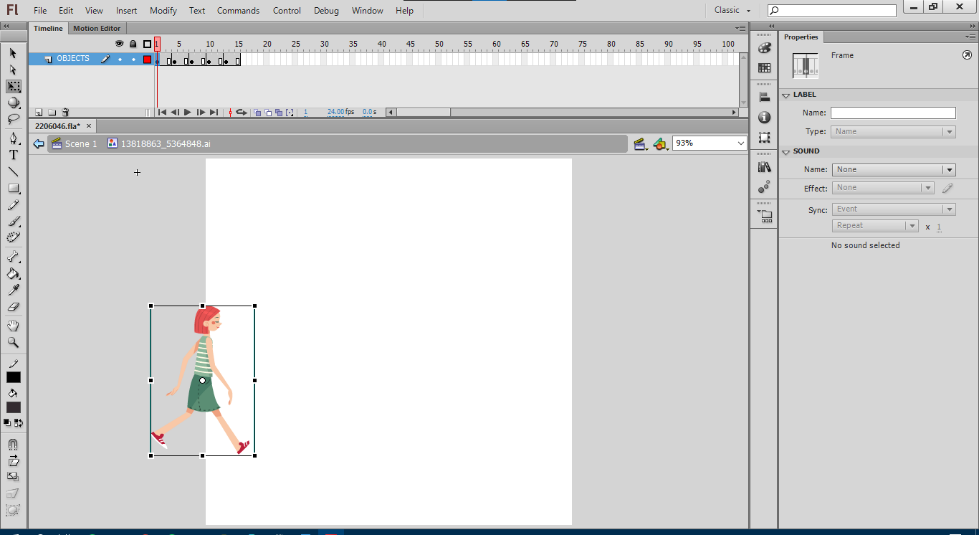 Fl File Edit View Insert Modify Text Commands Control Debug Window Help Classic
Timeline Motion Editor
1 5 10 15 20 25 30 35 40 45 50 55 60 65 70 75 80 85 90 95 100
OBJECTS
1 24.00 fps 0.0 s
2206046.fla* ×
Scene 1 13818863_5364848.ai 93%
T
Properties
Frame
LABEL
Name:
Type: Name
SOUND
Name: None
Effect: None
Sync: Event
Repeat x 1
No sound selected